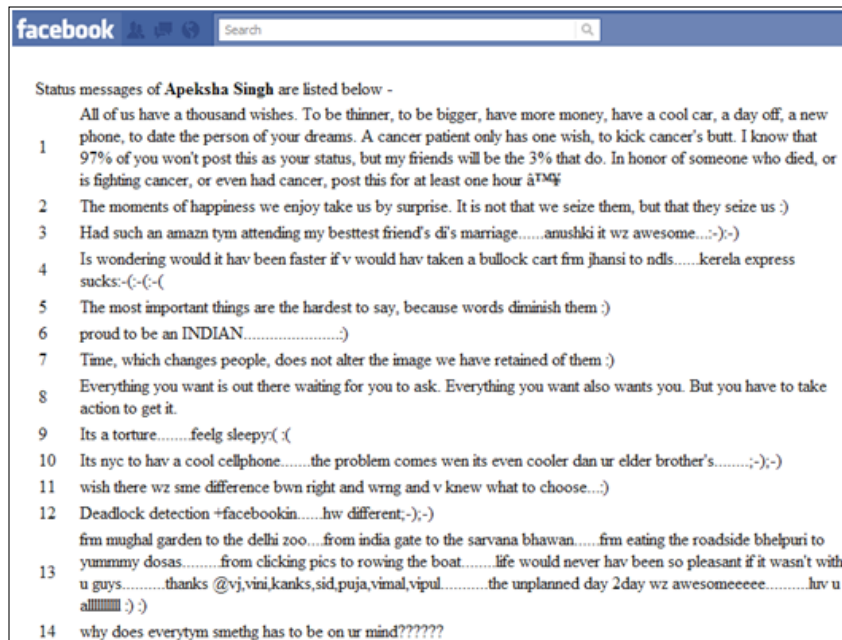 facebook Search
Status messages of Apeksha Singh are listed below -
All of us have a thousand wishes. To be thinner, to be bigger, have more money, have a cool car, a day off, a new
phone, to date the person of your dreams. A cancer patient only has one wish, to kick cancer's butt. I know that
1 97% of you won't post this as your status, but my friends will be the 3% that do. In honor of someone who died, or
is fighting cancer, or even had cancer, post this for at least one hour â™¥
2 The moments of happiness we enjoy take us by surprise. It is not that we seize them, but that they seize us :)
3 Had such an amazn tym attending my besttest friend's di's marriage......anushki it wz awesome...:-):-)
4 Is wondering would it hav been faster if v would hav taken a bullock cart frm jhansi to ndls......kerela express
sucks:-(:-(:-(
5 The most important things are the hardest to say, because words diminish them :)
6 proud to be an INDIAN......................:)
7 Time, which changes people, does not alter the image we have retained of them :)
8 Everything you want is out there waiting for you to ask. Everything you want also wants you. But you have to take
action to get it.
9 Its a torture........feelg sleepy:( :(
10 Its nyc to hav a cool cellphone.......the problem comes wen its even cooler dan ur elder brother's........;-);-)
11 wish there wz sme difference bwn right and wrng and v knew what to choose...:)
12 Deadlock detection +facebookin......hw different;-);-)
frm mughal garden to the delhi zoo....from india gate to the sarvana bhawan......frm eating the roadside bhelpuri to
yummmy dosas.........from clicking pics to rowing the boat........life would never hav been so pleasant if it wasn't with
13 u guys..........thanks @vj,vini,kanks,sid,puja,vimal,vipul...........the unplanned day 2day wz awesomeeeee..........luv u
alllllllllll :) :)
14 why does everytym smethg has to be on ur mind??????